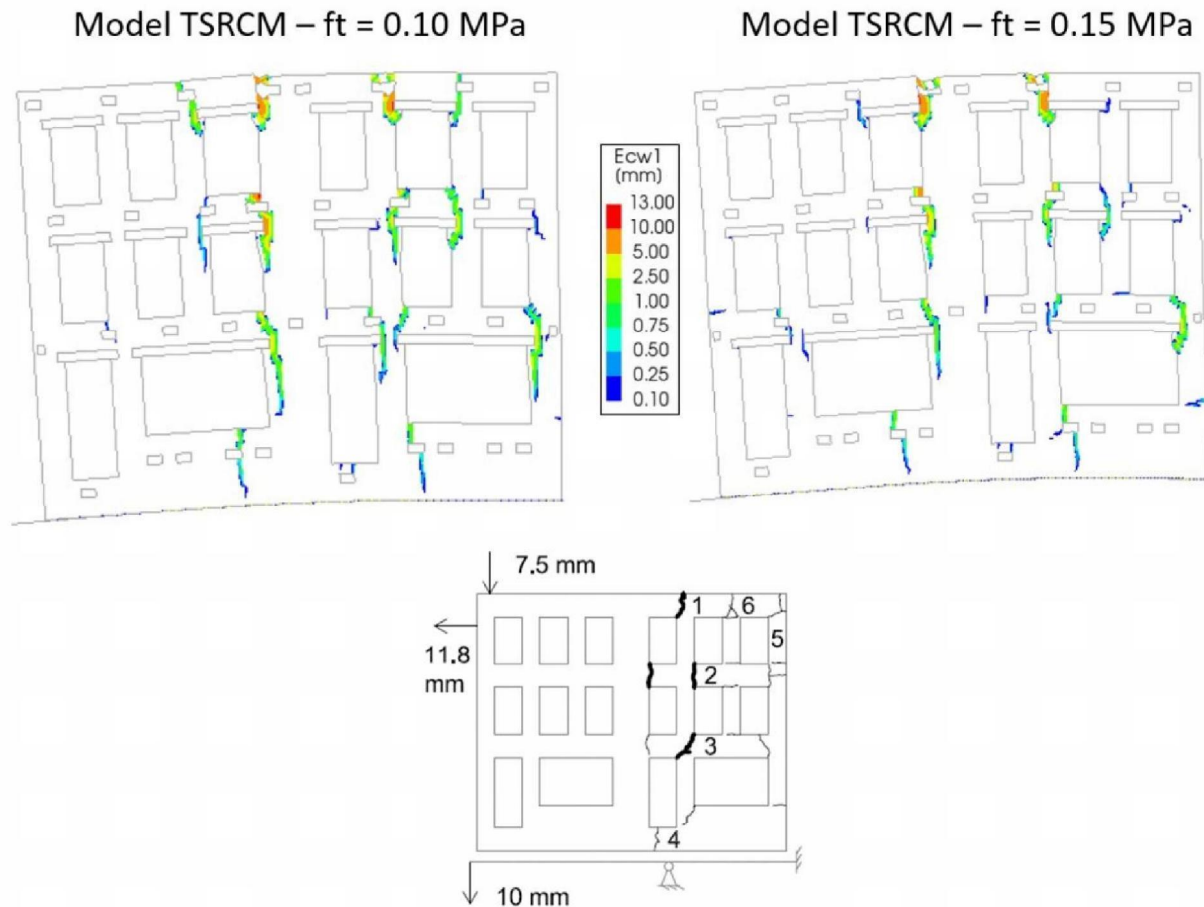 Model TSRCM – ft = 0.10 MPa
Model TSRCM – ft = 0.15 MPa
Ecw1
(mm)
13.00
10.00
5.00
2.50
1.00
0.75
0.50
0.25
0.10
7.5 mm
11.8
mm
1
6
5
2
3
4
10 mm